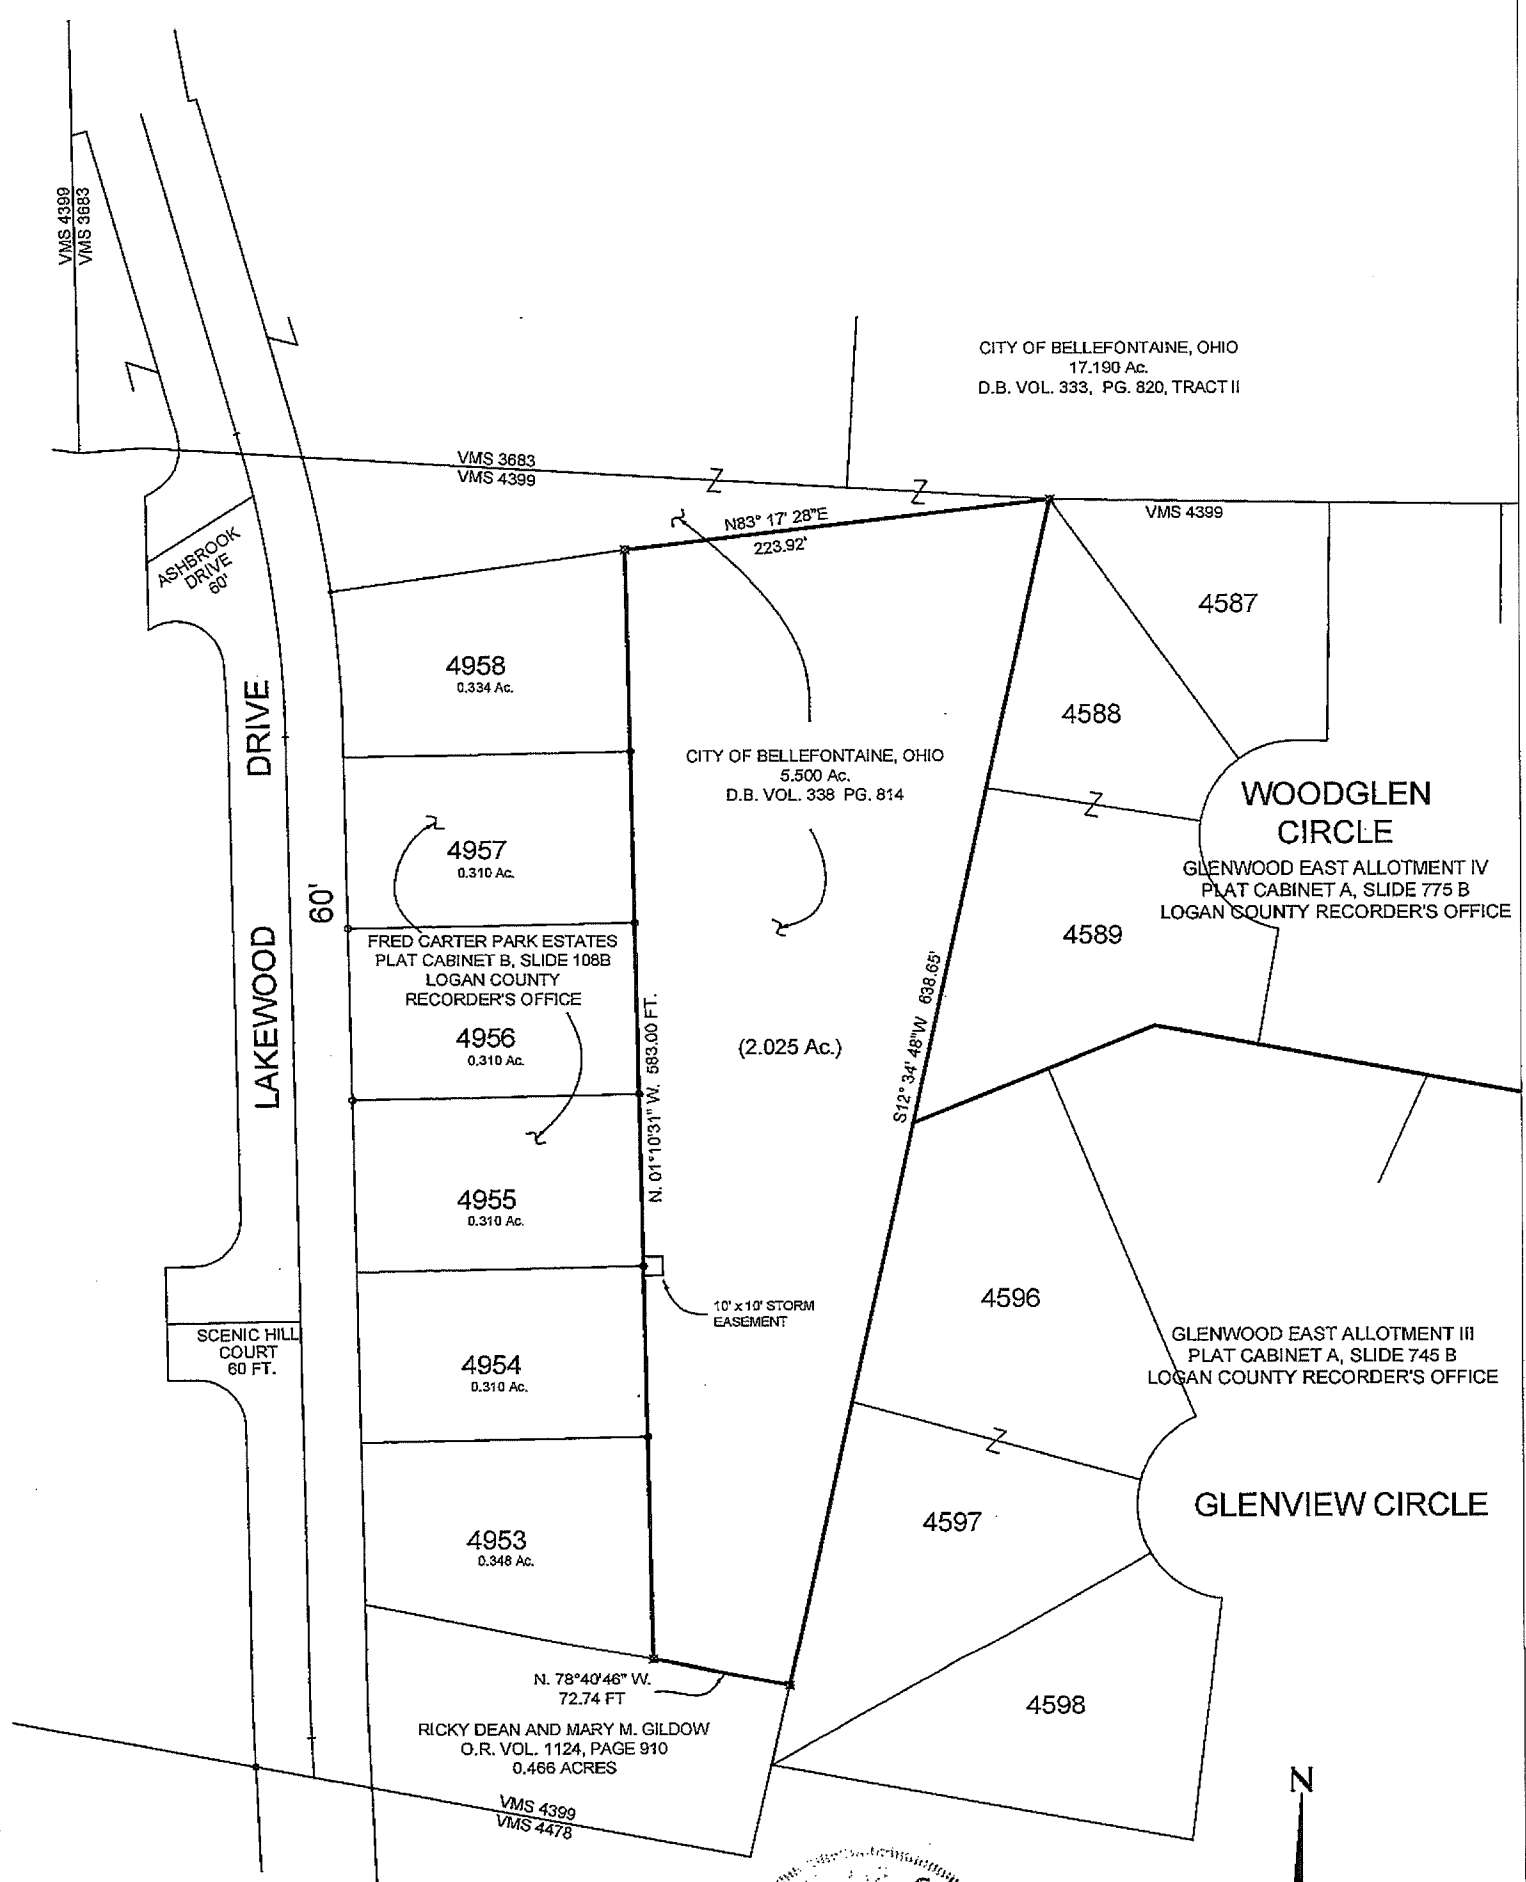 VMS 4399
VMS 3683
CITY OF BELLEFONTAINE, OHIO
17.190 Ac.
D.B. VOL. 333, PG. 820, TRACT II
VMS 3683
VMS 4399
VMS 4399
N83° 17' 28"E
223.92'
ASHBROOK
DRIVE
60'
4587
4958
0.334 Ac.
4588
LAKEWOOD DRIVE
60'
CITY OF BELLEFONTAINE, OHIO
5.500 Ac.
D.B. VOL. 338 PG. 814
WOODGLEN
CIRCLE
GLENWOOD EAST ALLOTMENT IV
PLAT CABINET A, SLIDE 775 B
LOGAN COUNTY RECORDER'S OFFICE
4957
0.310 Ac.
4589
FRED CARTER PARK ESTATES
PLAT CABINET B, SLIDE 108B
LOGAN COUNTY
RECORDER'S OFFICE
4956
0.310 Ac.
N. 01°10'31" W. 583.00 FT.
(2.025 Ac.)
S12° 34' 48"W 638.65'
4955
0.310 Ac.
10' x 10' STORM
EASEMENT
4596
SCENIC HILL
COURT
60 FT.
GLENWOOD EAST ALLOTMENT III
PLAT CABINET A, SLIDE 745 B
LOGAN COUNTY RECORDER'S OFFICE
4954
0.310 Ac.
GLENVIEW CIRCLE
4597
4953
0.348 Ac.
N. 78°40'46" W.
72.74 FT
4598
RICKY DEAN AND MARY M. GILDOW
O.R. VOL. 1124, PAGE 910
0.466 ACRES
VMS 4399
VMS 4478
N